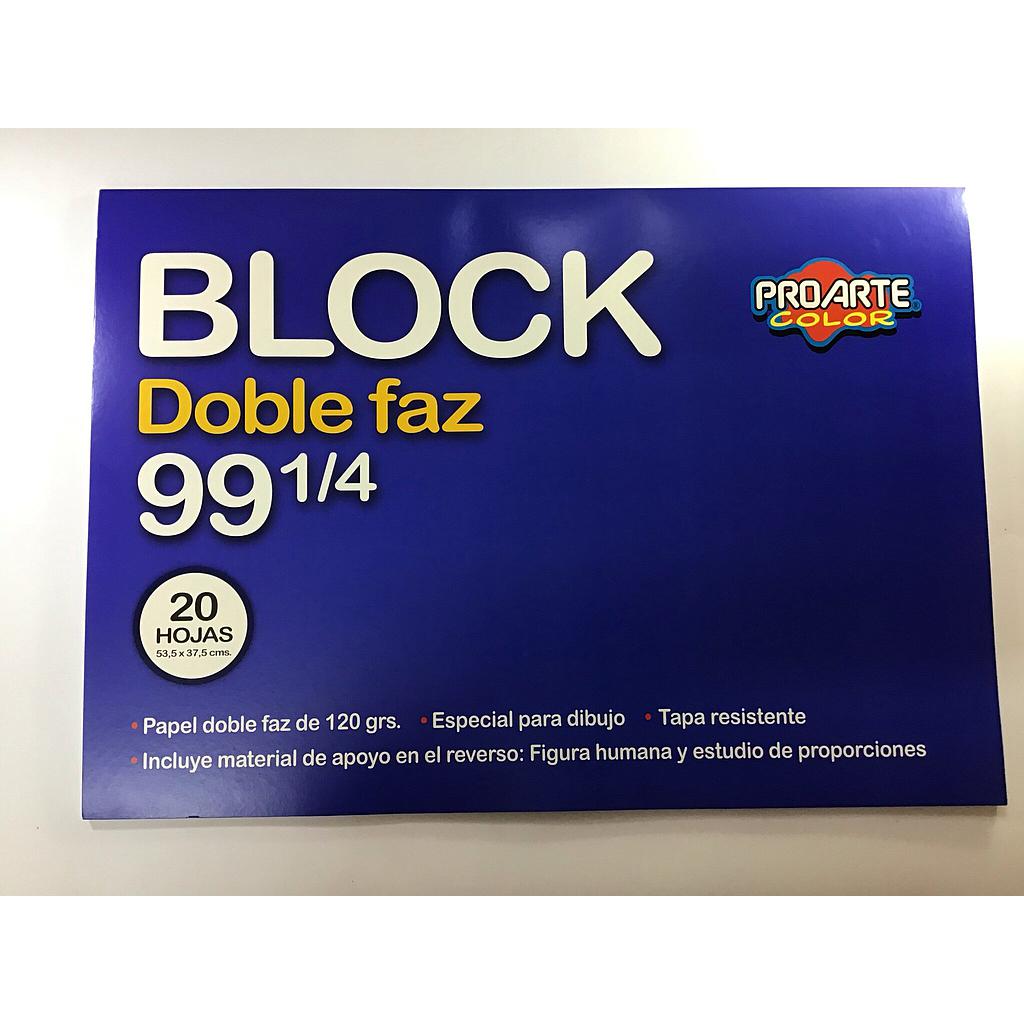 BLOCK
PROARTE
COLOR
Doble faz
99 1/4
20
HOJAS
53,5 x 37,5 cms.
• Papel doble faz de 120 grs. • Especial para dibujo • Tapa resistente
• Incluye material de apoyo en el reverso: Figura humana y estudio de proporciones